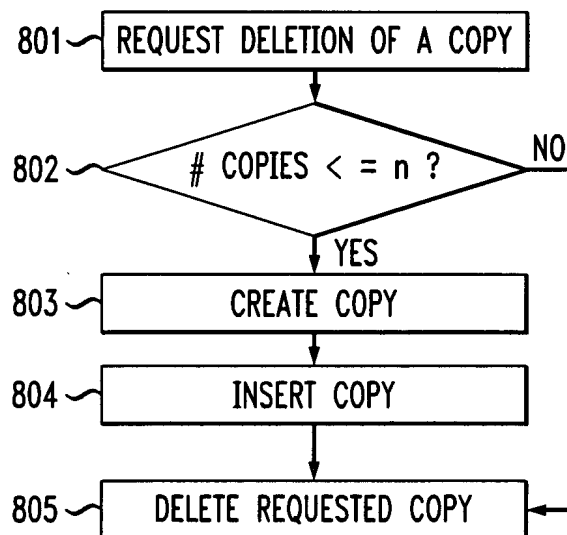 801 REQUEST DELETION OF A COPY
802 # COPIES < = n ? NO
YES
803 CREATE COPY
804 INSERT COPY
805 DELETE REQUESTED COPY